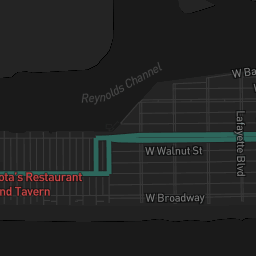 Reynolds Channel
W Ba
Lafayette Blvd
W Walnut St
ota's Restaurant
nd Tavern
W Broadway